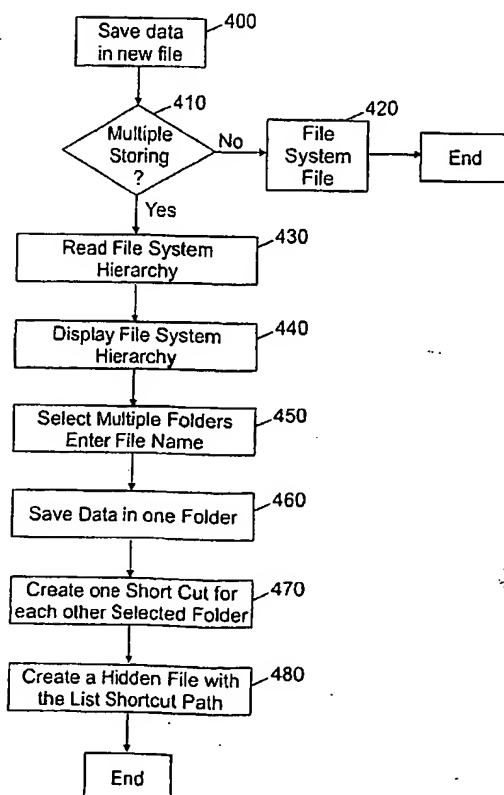 Save data
in new file
400
410
Multiple
Storing
?
No
420
File
System
File
End
Yes
430
Read File System
Hierarchy
440
Display File System
Hierarchy
450
Select Multiple Folders
Enter File Name
460
Save Data in one Folder
470
Create one Short Cut for
each other Selected Folder
480
Create a Hidden File with
the List Shortcut Path
End